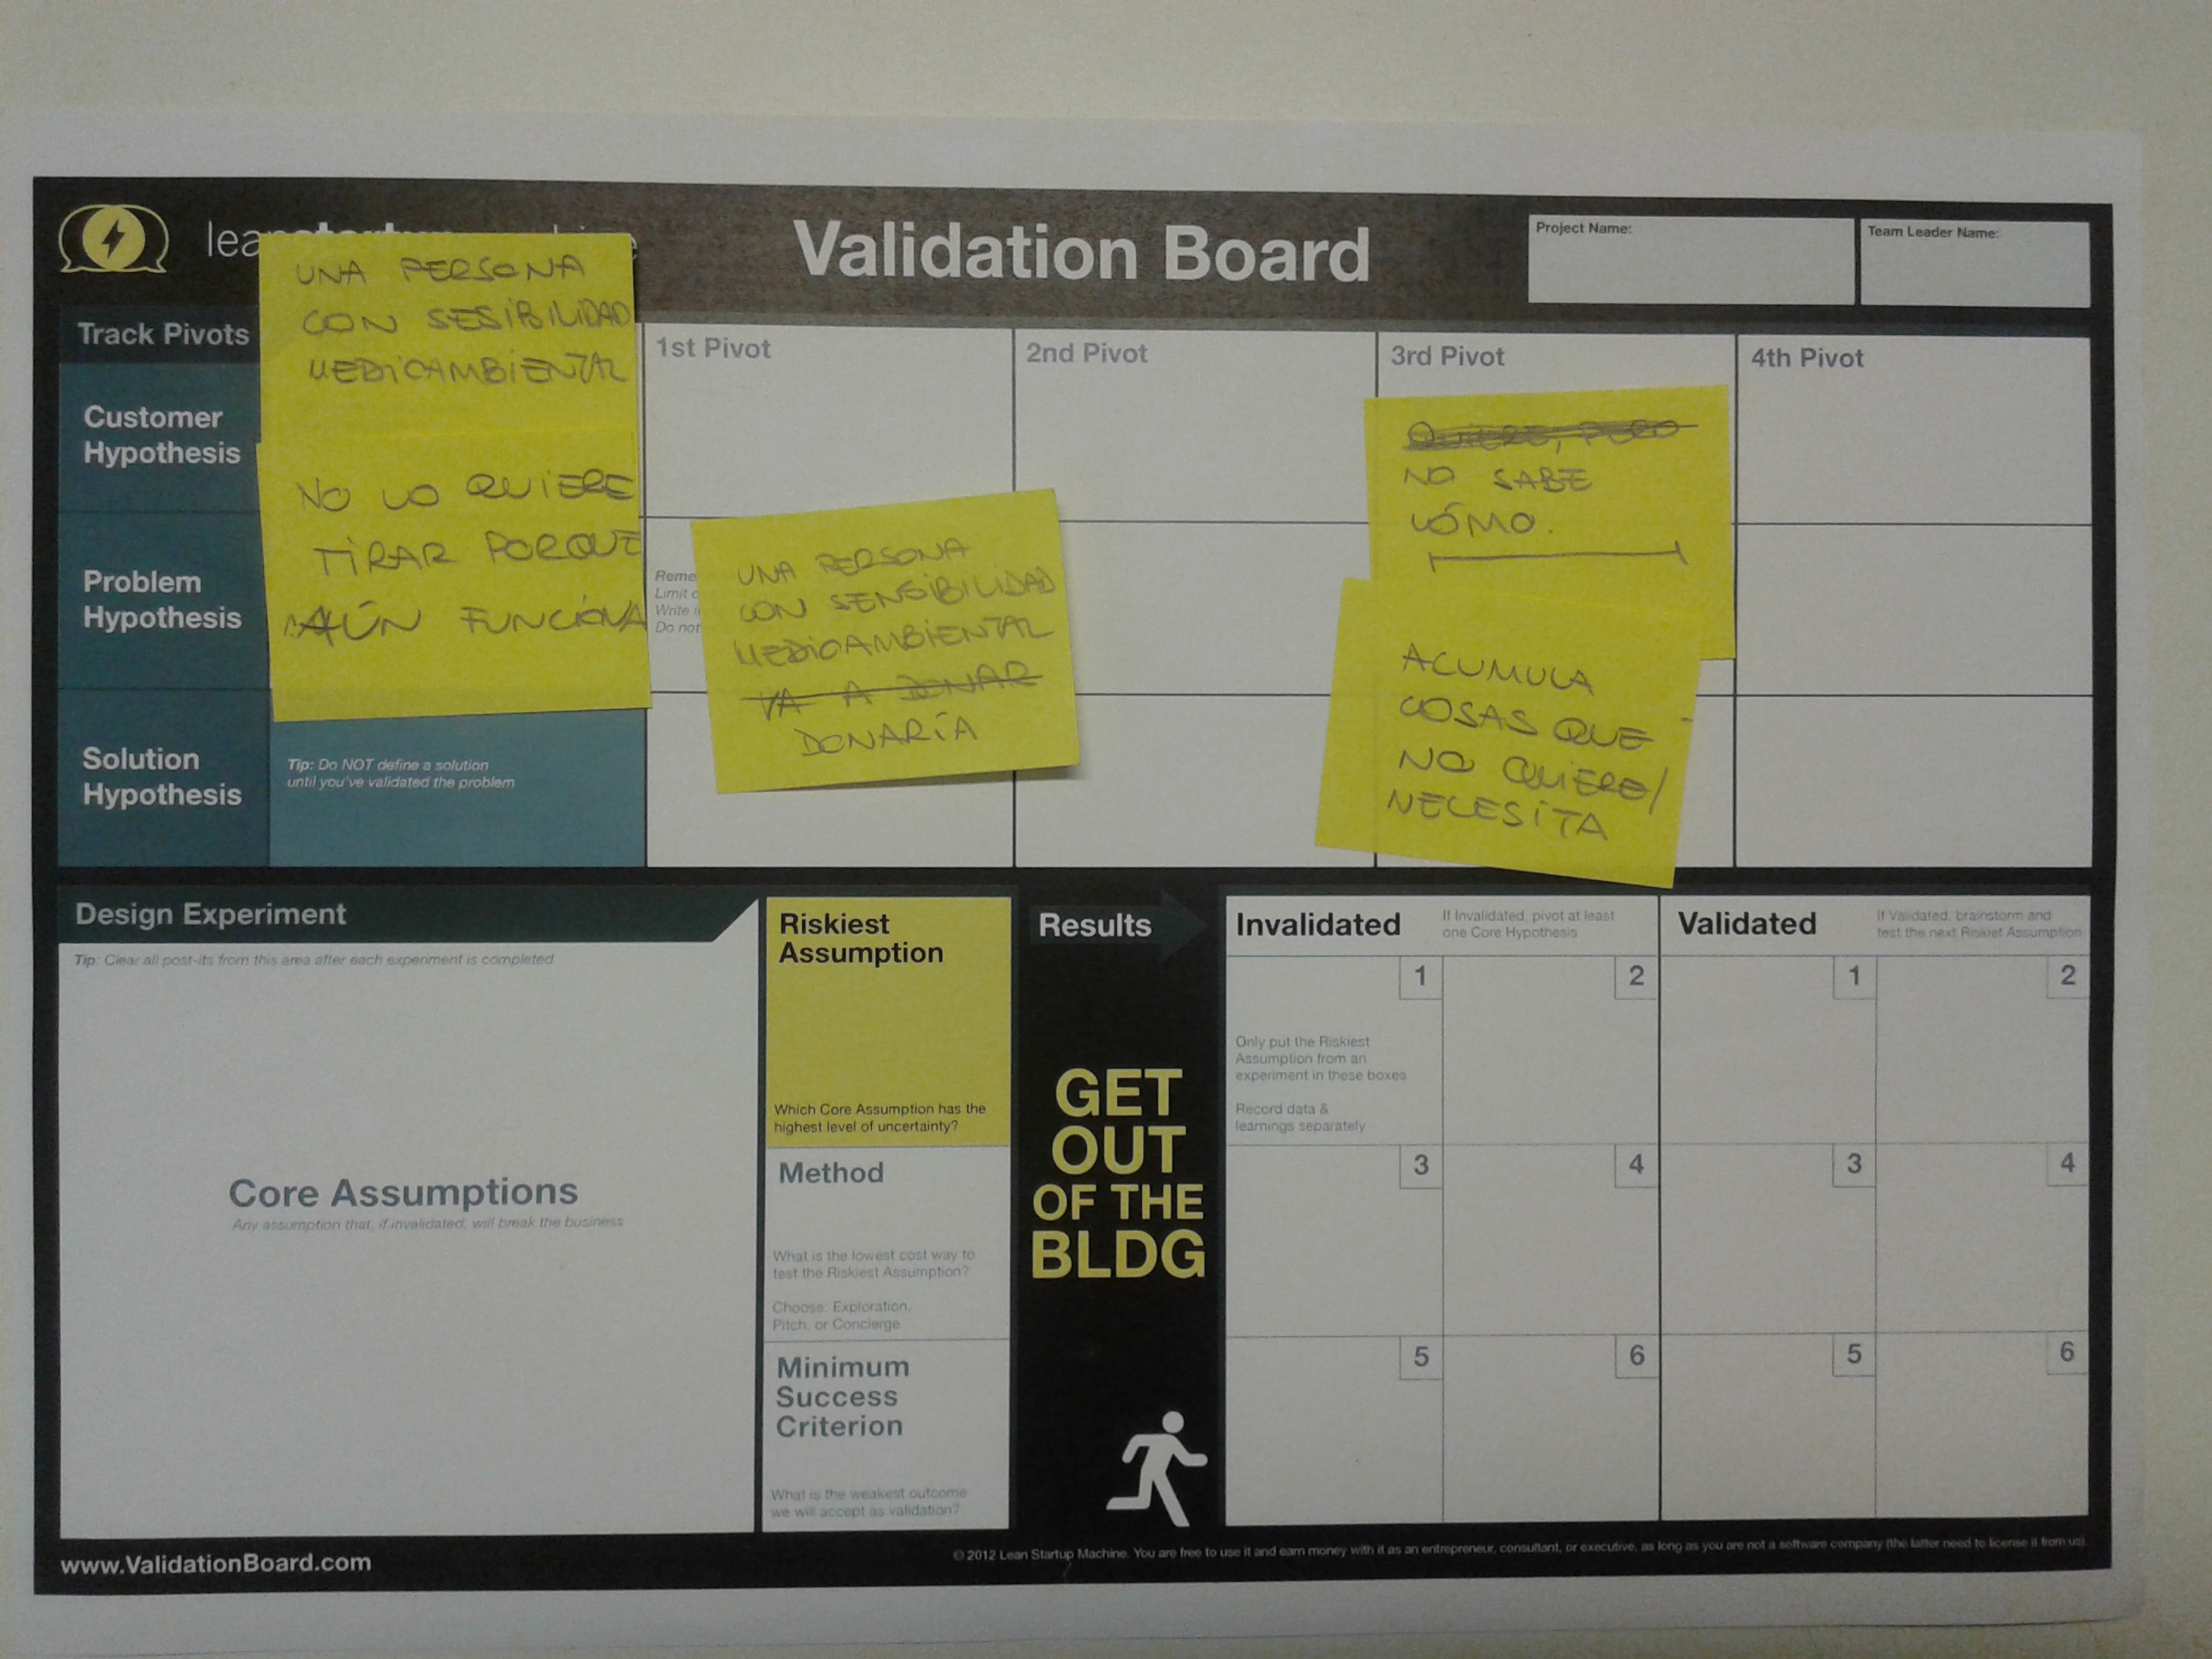 lea
Validation Board
Project Name:
Team Leader Name:
Track Pivots
1st Pivot
2nd Pivot
3rd Pivot
4th Pivot
Customer
Hypothesis
Problem
Hypothesis
Solution
Hypothesis
UNA PERSONA
CON SESIBILIDAD
MEDIOAMBIENTAL
NO LO QUIERE
TIRAR PORQUE
AÚN FUNCIONA
Tip: Do NOT define a solution
until you've validated the problem
Reme
Limit
Write i
Do not
UNA PERSONA
CON SENSIBILIDAD
MEDIOAMBIENTAL
VA A DONAR
DONARÍA
QUIERE, PERO
NO SABE
CÓMO.
ACUMULA
COSAS QUE
NO QUIERE/
NECESITA
Design Experiment
Tip: Clear all post-its from this area after each experiment is completed
Core Assumptions
Any assumption that, if invalidated, will break the business
Riskiest
Assumption
Which Core Assumption has the
highest level of uncertainty?
Method
What is the lowest cost way to
test the Riskiest Assumption?
Choose: Exploration,
Pitch, or Concierge
Minimum
Success
Criterion
What is the weakest outcome
we will accept as validation?
Results
GET
OUT
OF THE
BLDG
Invalidated
If Invalidated, pivot at least
one Core Hypothesis
Validated
If Validated, brainstorm and
test the next Riskiest Assumption
1
2
1
2
Only put the Riskiest
Assumption from an
experiment in these boxes
Record data &
learnings separately
3
4
3
4
5
6
5
6
www.ValidationBoard.com
© 2012 Lean Startup Machine. You are free to use it and earn money with it as an entrepreneur, consultant, or executive, as long as you are not a software company (the latter need to license it from us).